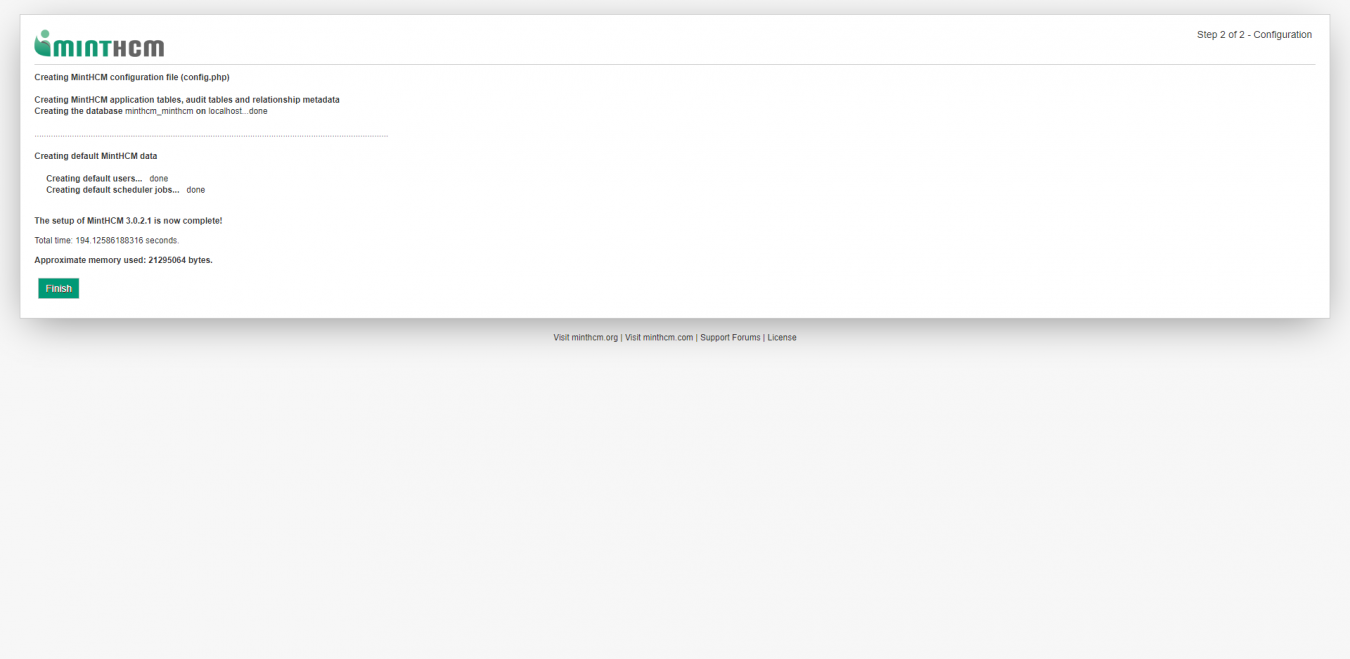 mintHCM
Step 2 of 2 - Configuration
Creating MintHCM configuration file (config.php)
Creating MintHCM application tables, audit tables and relationship metadata
Creating the database minthcm_minthcm on localhost...done
Creating default MintHCM data
Creating default users... done
Creating default scheduler jobs... done
The setup of MintHCM 3.0.2.1 is now complete!
Total time: 194.12586188316 seconds.
Approximate memory used: 21295064 bytes.
Finish
Visit minthcm.org | Visit minthcm.com | Support Forums | License